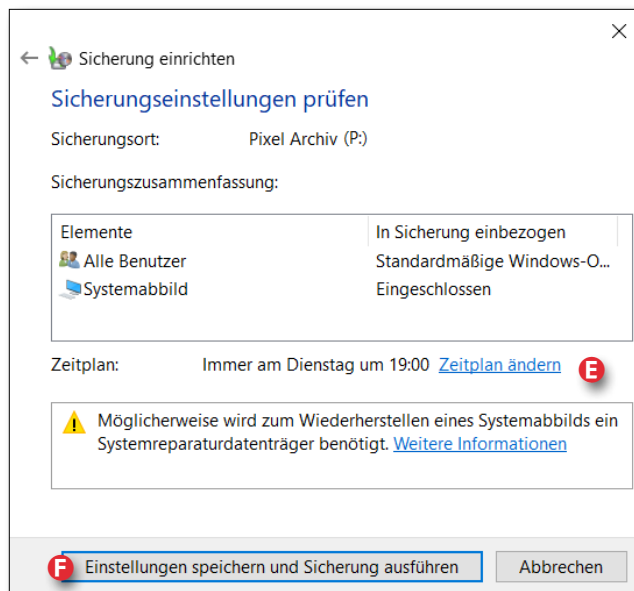 Sicherung einrichten
Sicherungseinstellungen prüfen
Sicherungsort: Pixel Archiv (P:)
Sicherungszusammenfassung:
Elemente In Sicherung einbezogen
Alle Benutzer Standardmäßige Windows-O...
Systemabbild Eingeschlossen
Zeitplan: Immer am Dienstag um 19:00 Zeitplan ändern E
Möglicherweise wird zum Wiederherstellen eines Systemabbilds ein
Systemreparaturdatenträger benötigt. Weitere Informationen
F Einstellungen speichern und Sicherung ausführen Abbrechen